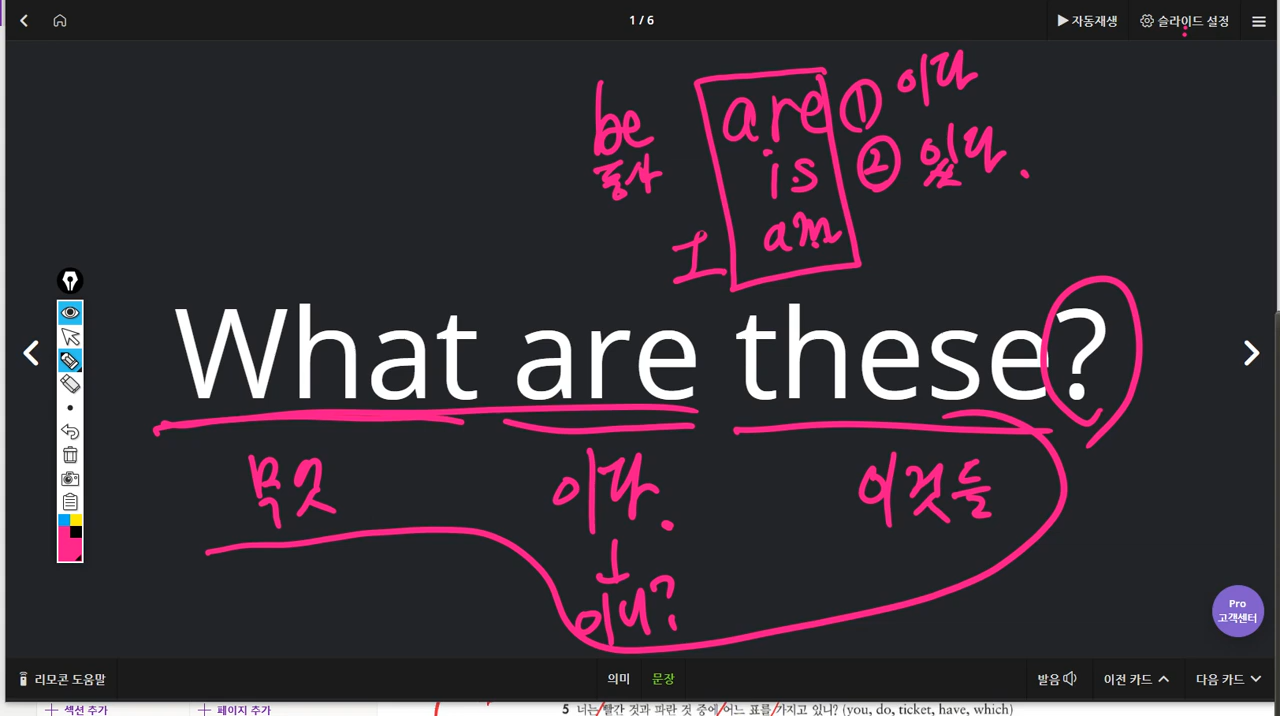 1 / 6
▶ 자동재생
슬라이드 설정
be
동사
are
is
am
① 이다
② 있다.
I
What are these?
무엇
이다.
이것들
이니?
Pro
고객센터
리모콘 도움말
의미
문장
발음
이전 카드
다음 카드
섹션 추가
페이지 추가
5 너는 빨간 것과 파란 것 중에 어느 표를 가지고 있니? (you, do, ticket, have, which)